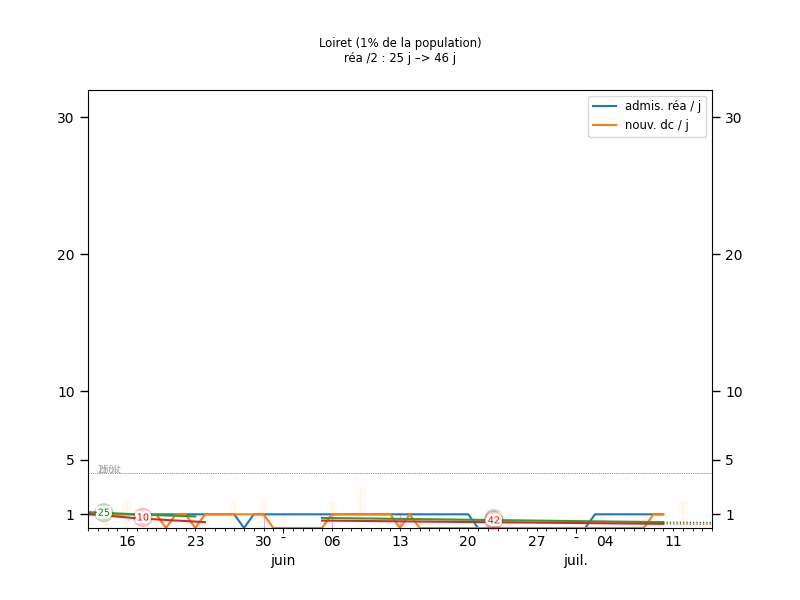 Loiret (1% de la population)
réa /2 : 25 j –> 46 j
admis. réa / j
nouv. dc / j
30 30
20 20
10 10
5 5
1 1
25
10
42
16 23 30 - 06 13 20 27 - 04 11
juin juil.